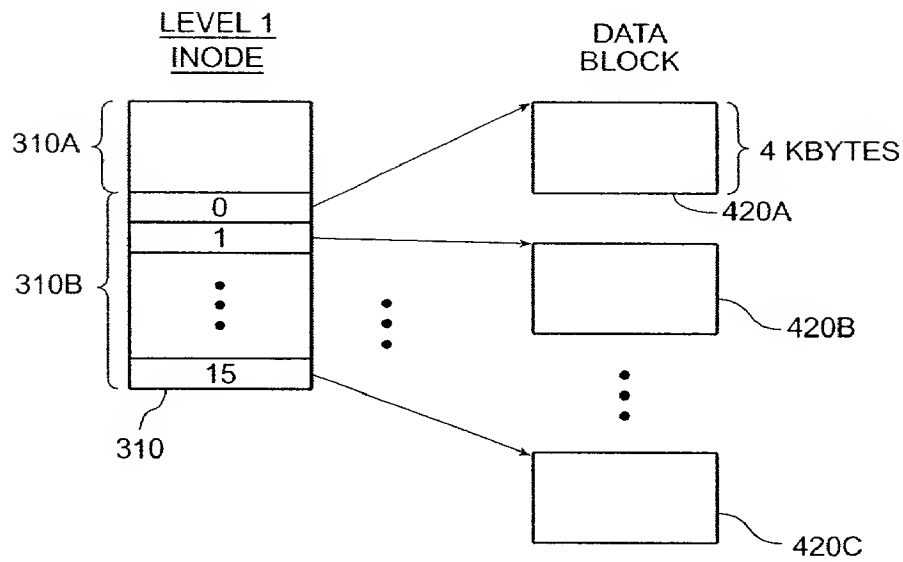 LEVEL 1
INODE
DATA
BLOCK
310A
0
1
310B
15
310
4 KBYTES
420A
420B
420C